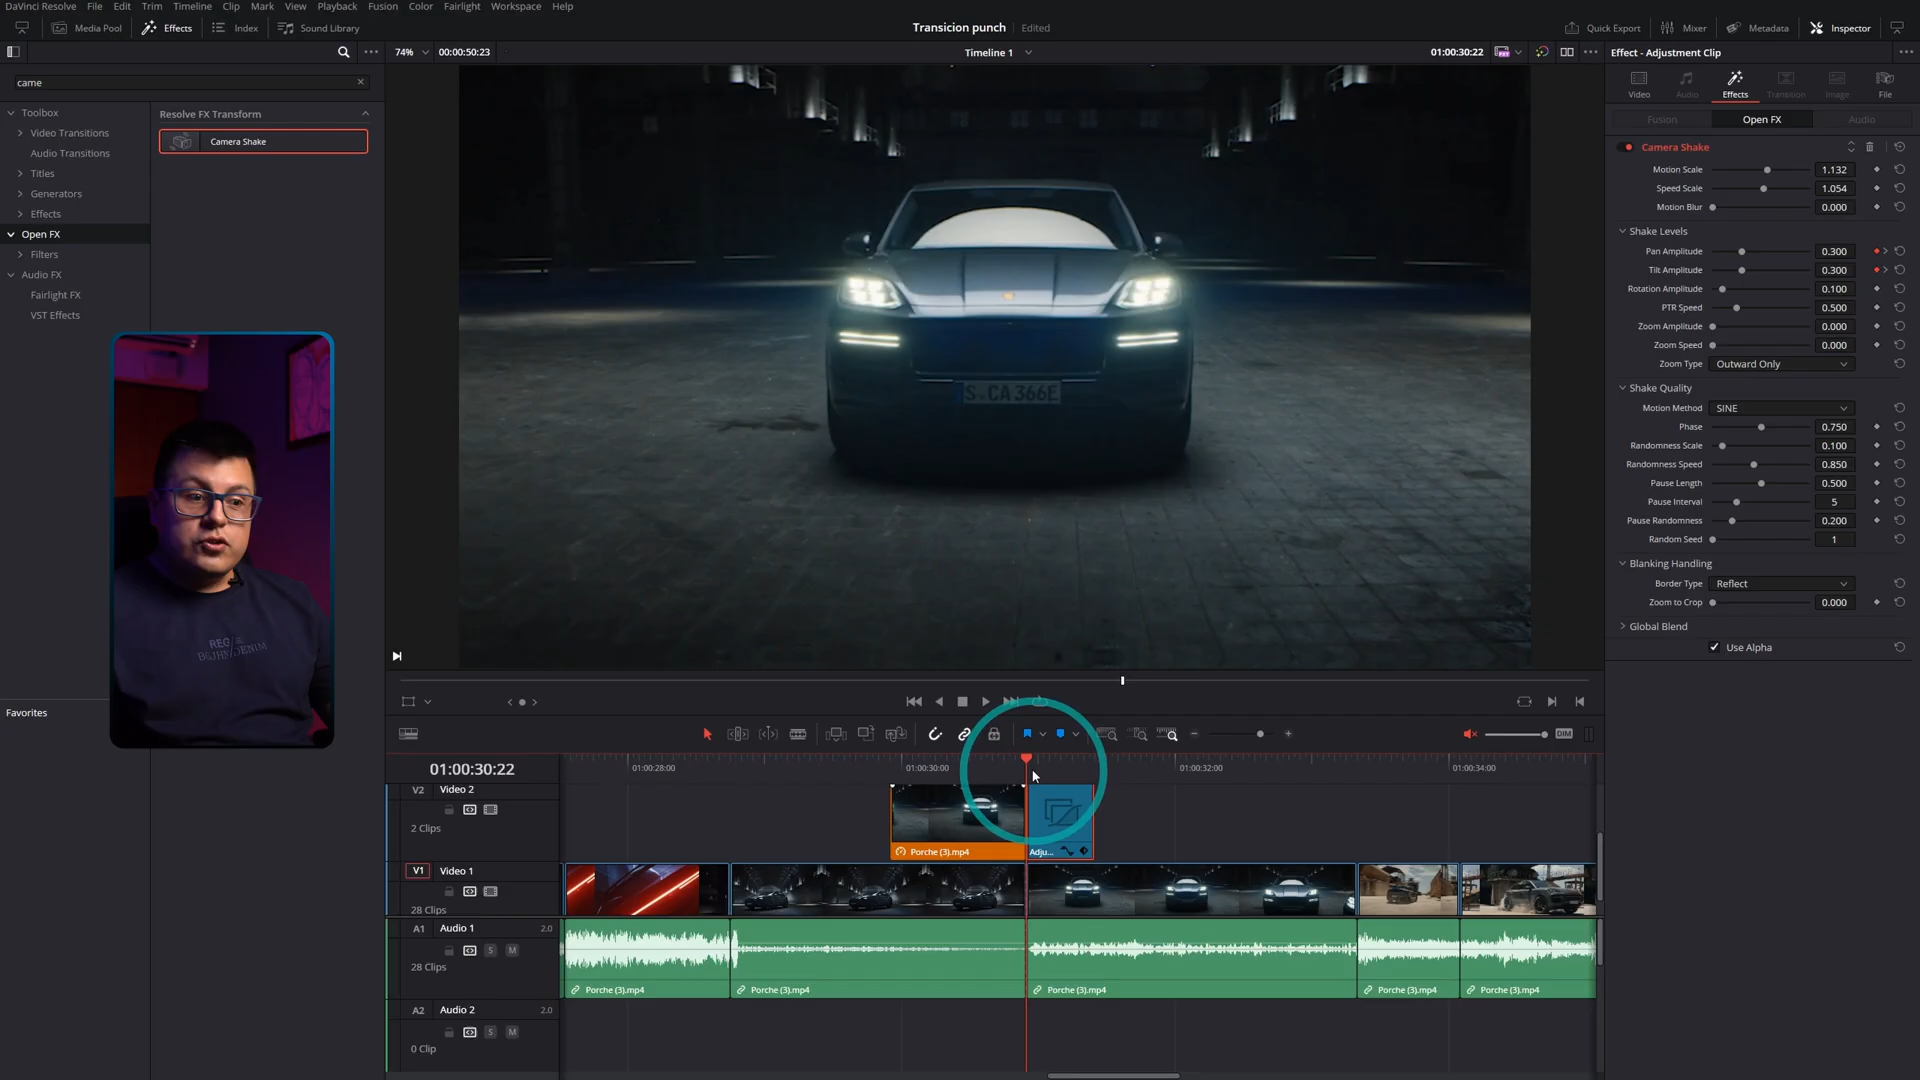 DaVinci Resolve File Edit Trim Timeline Clip Mark View Playback Fusion Color Fairlight Workspace Help
Media Pool Effects Index Sound Library
Transicion punch Edited
Quick Export Mixer Metadata Inspector
74% 00:00:50:23
Timeline 1
01:00:30:22
Effect - Adjustment Clip
came
Toolbox
Video Transitions
Audio Transitions
Titles
Generators
Effects
Open FX
Filters
Audio FX
Fairlight FX
VST Effects
Favorites
Resolve FX Transform
Camera Shake
S CA 366E
Video Audio Effects Transition Image File
Fusion Open FX Audio
Camera Shake
Motion Scale 1.132
Speed Scale 1.054
Motion Blur 0.000
Shake Levels
Pan Amplitude 0.300
Tilt Amplitude 0.300
Rotation Amplitude 0.100
PTR Speed 0.500
Zoom Amplitude 0.000
Zoom Speed 0.000
Zoom Type Outward Only
Shake Quality
Motion Method SINE
Phase 0.750
Randomness Scale 0.100
Randomness Speed 0.850
Pause Length 0.500
Pause Interval 5
Pause Randomness 0.200
Random Seed 1
Blanking Handling
Border Type Reflect
Zoom to Crop 0.000
Global Blend
Use Alpha
DIM
01:00:30:22
01:00:28:00 01:00:30:00 01:00:32:00 01:00:34:00
V2 Video 2
2 Clips
Porche (3).mp4 Adju...
V1 Video 1
28 Clips
A1 Audio 1 2.0
S M
28 Clips
Porche (3).mp4 Porche (3).mp4 Porche (3).mp4 Porche (3).mp4 Porche (3).mp4
A2 Audio 2 2.0
S M
0 Clip